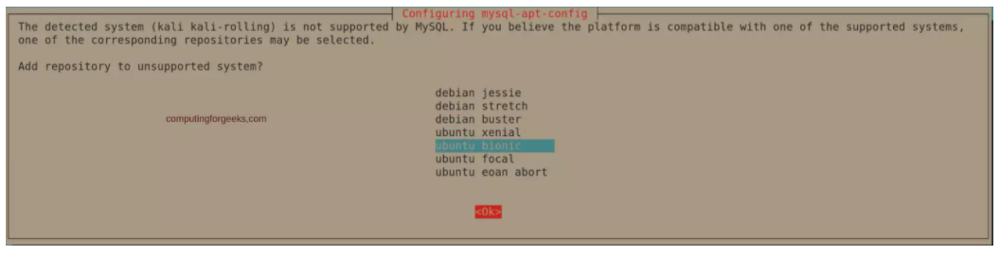 Configuring mysql-apt-config
The detected system (kali kali-rolling) is not supported by MySQL. If you believe the platform is compatible with one of the supported systems,
one of the corresponding repositories may be selected.
Add repository to unsupported system?
debian jessie
debian stretch
debian buster
computingforgeeks.com
ubuntu xenial
ubuntu bionic
ubuntu focal
ubuntu eoan abort
<Ok>